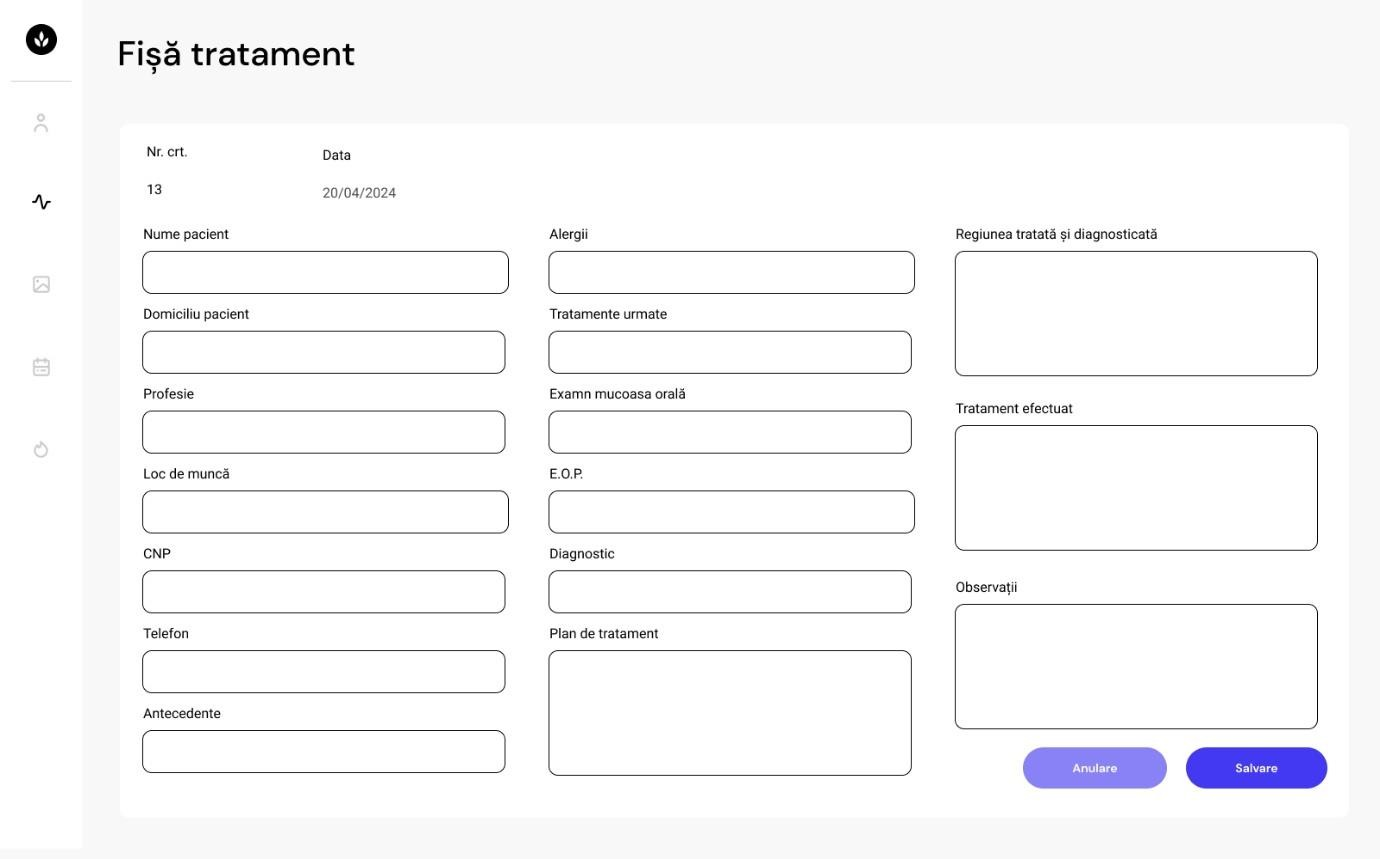 Fișă tratament
Nr. crt.
Data
13
20/04/2024
Nume pacient
Domiciliu pacient
Profesie
Loc de muncă
CNP
Telefon
Antecedente
Alergii
Tratamente urmate
Examn mucoasa orală
E.O.P.
Diagnostic
Plan de tratament
Regiunea tratată și diagnosticată
Tratament efectuat
Observații
Anulare
Salvare